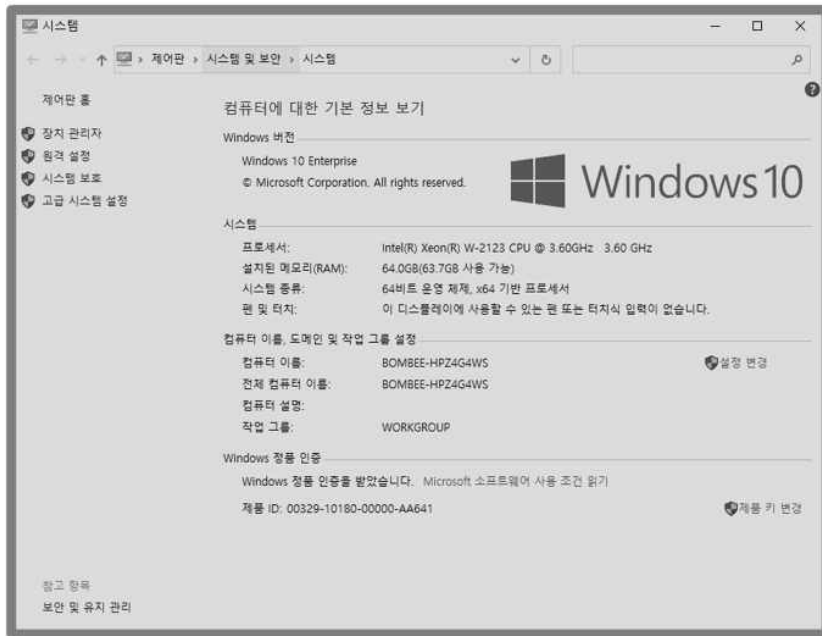 시스템
제어판 › 시스템 및 보안 › 시스템
제어판 홈
장치 관리자
원격 설정
시스템 보호
고급 시스템 설정
컴퓨터에 대한 기본 정보 보기
Windows 버전
Windows 10 Enterprise
© Microsoft Corporation. All rights reserved.
Windows 10
시스템
프로세서: Intel(R) Xeon(R) W-2123 CPU @ 3.60GHz 3.60 GHz
설치된 메모리(RAM): 64.0GB(63.7GB 사용 가능)
시스템 종류: 64비트 운영 체제, x64 기반 프로세서
펜 및 터치: 이 디스플레이에 사용할 수 있는 펜 또는 터치식 입력이 없습니다.
컴퓨터 이름, 도메인 및 작업 그룹 설정
컴퓨터 이름: BOMBEE-HPZ4G4WS 설정 변경
전체 컴퓨터 이름: BOMBEE-HPZ4G4WS
컴퓨터 설명:
작업 그룹: WORKGROUP
Windows 정품 인증
Windows 정품 인증을 받았습니다. Microsoft 소프트웨어 사용 조건 읽기
제품 ID: 00329-10180-00000-AA641 제품 키 변경
참고 항목
보안 및 유지 관리